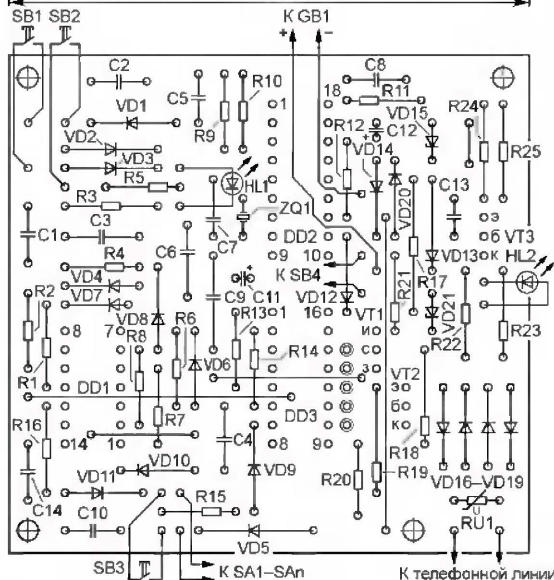 SB1 SB2
К GB1
+ −
C2
C8
R10
18
R11
C5
1
R24
VD1
VD15
R9
R12
C12
VD2
+
VD14
R25
VD3
R5
HL1
R3
ZQ1
C13
VD20
C1
C3
C7
э
DD2
б VT3
C6
9
10
R17
VD13
к HL2
R4
К SB4
VD4
R21
R2
VD7
C9
C11
VD12
VD21
VD8
R6
R13
1
16
VT1
8
7
и
R22
R23
R8
с
R14
R1
VD6
з
VT2
DD1
э
R7
б
R16
C4
DD3
к
14
1
8
9
R18
VD10
VD9
R19
VD11
R20
VD16–VD19
C14
R15
C10
U
RU1
VD5
SB3
К SA1–SAn
К телефонной линии